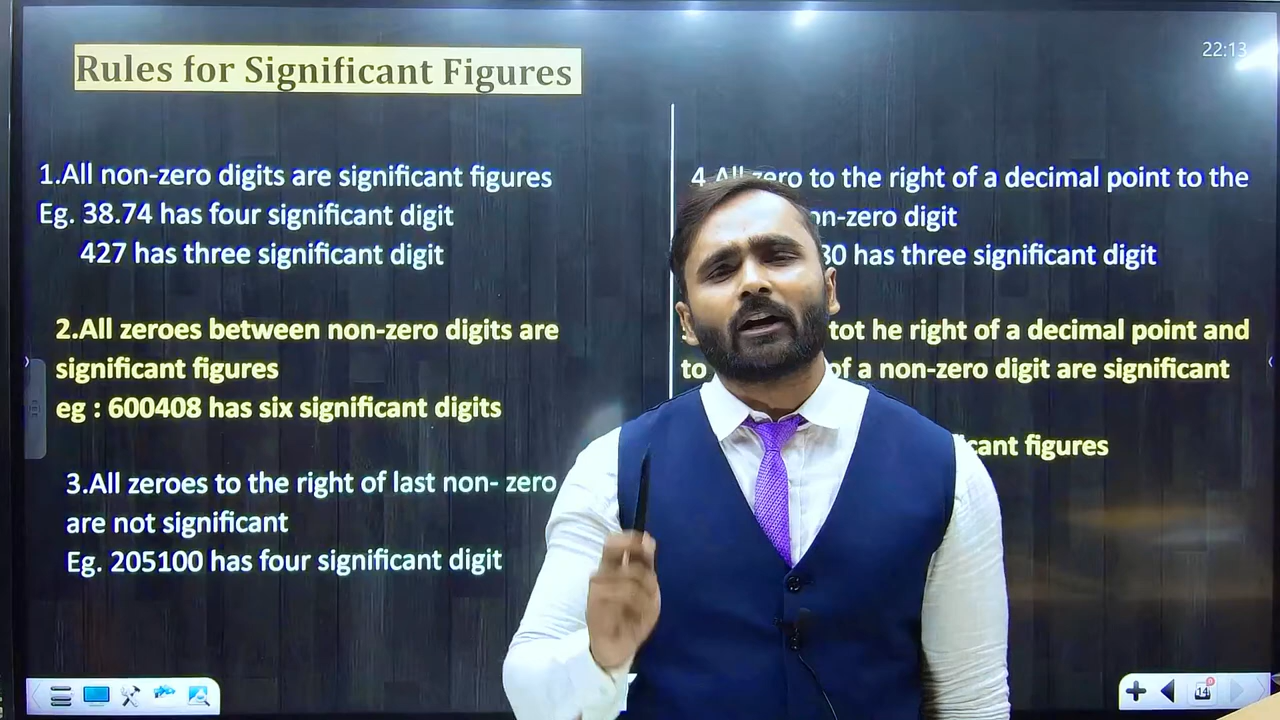 Rules for Significant Figures
22:13
1.All non-zero digits are significant figures
Eg. 38.74 has four significant digit
427 has three significant digit
2.All zeroes between non-zero digits are
significant figures
eg : 600408 has six significant digits
3.All zeroes to the right of last non- zero
are not significant
Eg. 205100 has four significant digit
4.All zero to the right of a decimal point to the
digit
has three significant digit
tot he right of a decimal point and
to of a non-zero digit are significant
figures
14